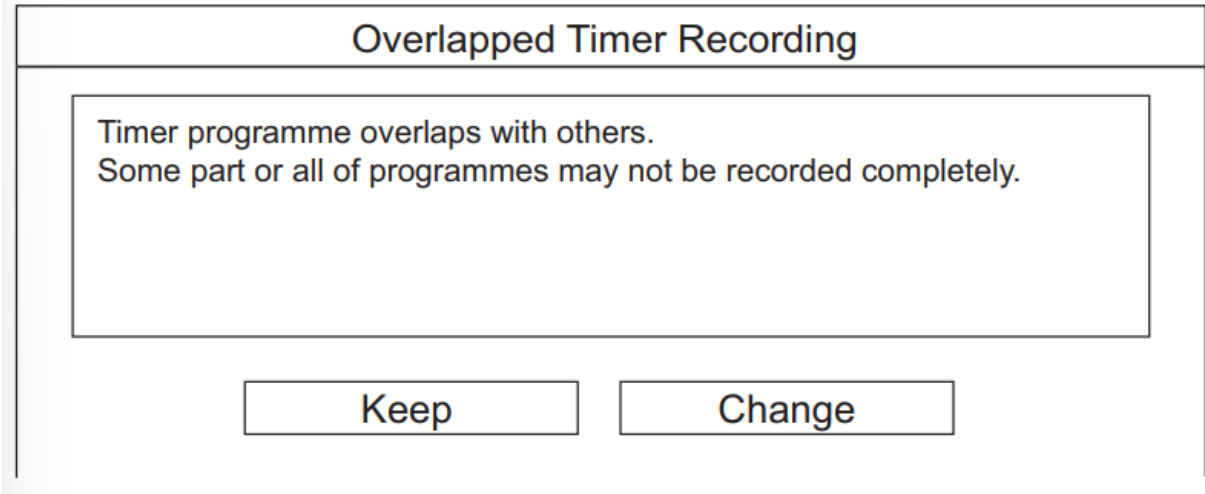 Overlapped Timer Recording
Timer programme overlaps with others.
Some part or all of programmes may not be recorded completely.
Keep
Change